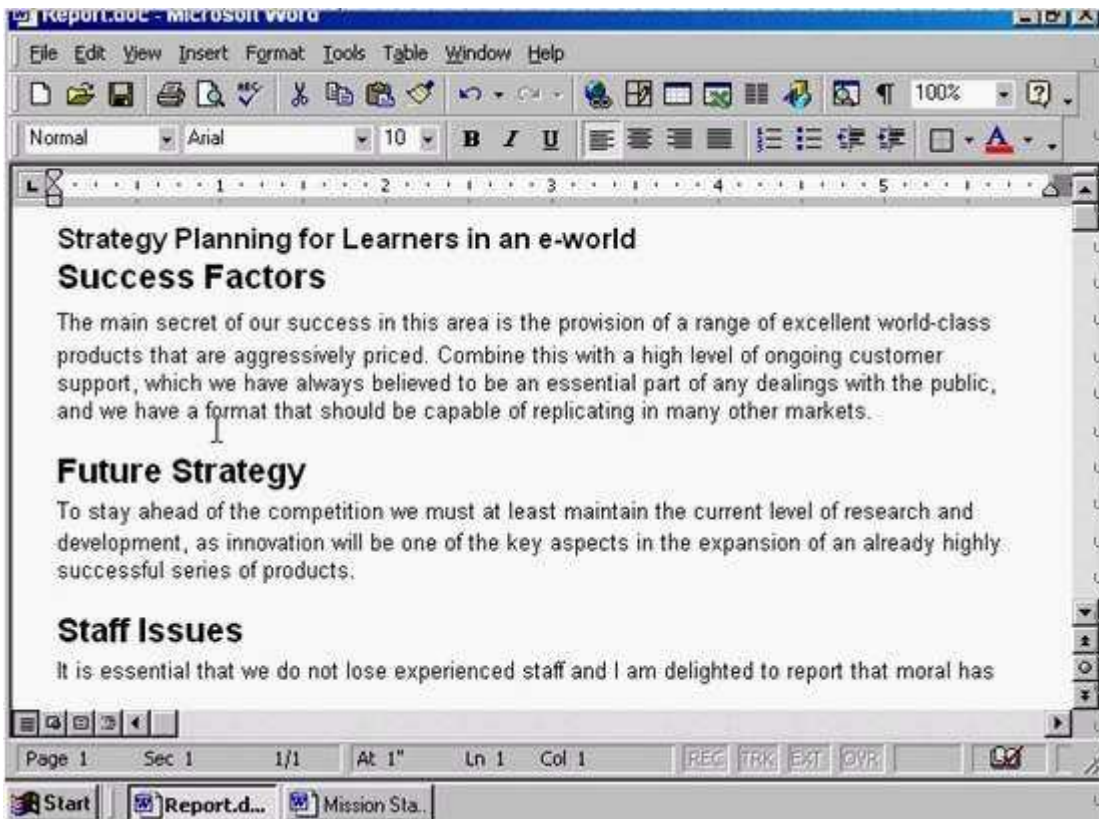 Report.doc - Microsoft Word
File Edit View Insert Format Tools Table Window Help
ABC 100%
Normal Arial 10 B I U A
1 2 3 4 5
Strategy Planning for Learners in an e-world
Success Factors
The main secret of our success in this area is the provision of a range of excellent world-class
products that are aggressively priced. Combine this with a high level of ongoing customer
support, which we have always believed to be an essential part of any dealings with the public,
and we have a format that should be capable of replicating in many other markets.
Future Strategy
To stay ahead of the competition we must at least maintain the current level of research and
development, as innovation will be one of the key aspects in the expansion of an already highly
successful series of products.
Staff Issues
It is essential that we do not lose experienced staff and I am delighted to report that moral has
Page 1 Sec 1 1/1 At 1" Ln 1 Col 1 REC TRK EXT OVR
Start Report.d... Mission Sta..